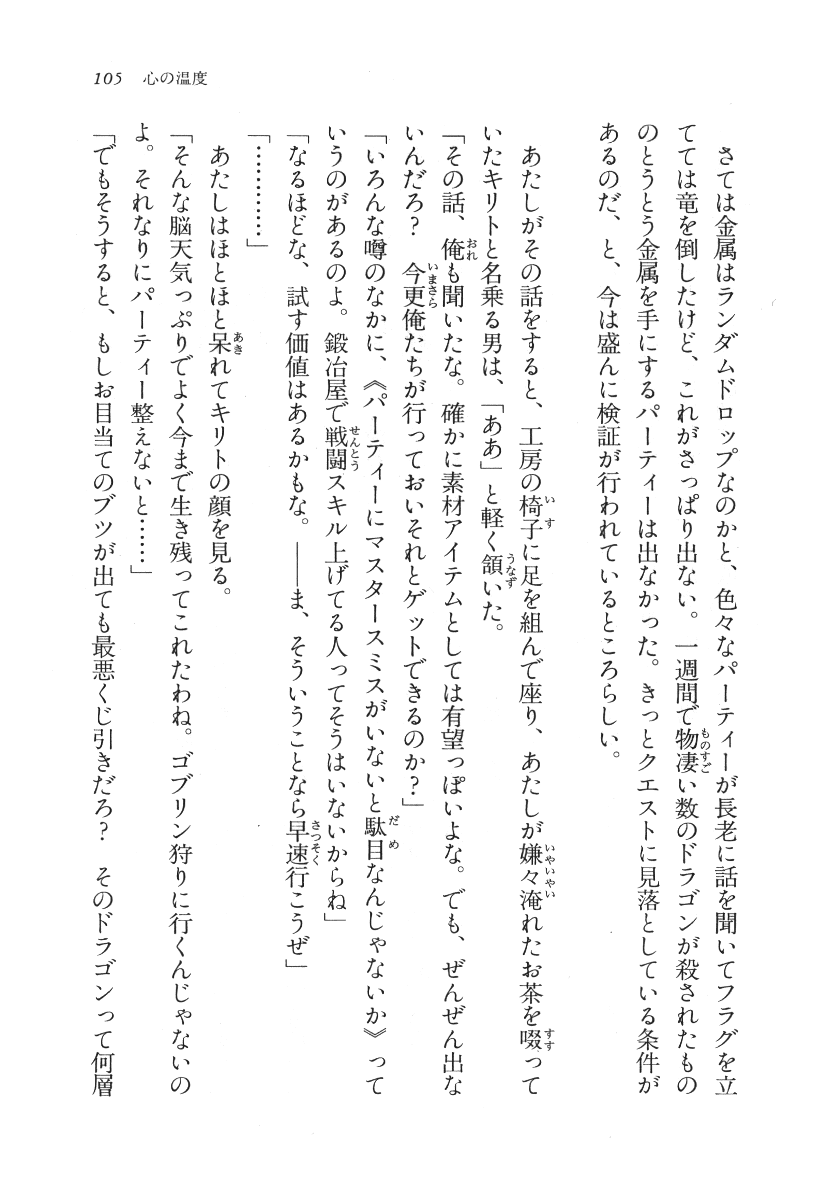 105 心の温度
さては金属はランダムドロップなのかと、色々なパーティーが長老に話を聞いてフラグを立
てては竜を倒したけど、これがさっぱり出ない。一週間で物凄い数のドラゴンが殺されたもの
のとうとう金属を手にするパーティーは出なかった。きっとクエストに見落としている条件が
あるのだ、と、今は盛んに検証が行われているところらしい。
あたしがその話をすると、工房の椅子に足を組んで座り、あたしが嫌々淹れたお茶を啜って
いたキリトと名乗る男は、「ああ」と軽く頷いた。
「その話、俺も聞いたな。確かに素材アイテムとしては有望っぽいよな。でも、ぜんぜん出な
いんだろ？　今更俺たちが行っておいそれとゲットできるのか？」
「いろんな噂のなかに、《パーティーにマスタースミスがいないと駄目なんじゃないか》って
いうのがあるのよ。鍛冶屋で戦闘スキル上げてる人ってそうはいないからね」
「なるほどな、試す価値はあるかもな。――ま、そういうことなら早速行こうぜ」
「…………」
あたしはほとほと呆れてキリトの顔を見る。
「そんな脳天気っぷりでよく今まで生き残ってこれたわね。ゴブリン狩りに行くんじゃないの
よ。それなりにパーティー整えないと……」
「でもそうすると、もしお目当てのブツが出ても最悪くじ引きだろ？　そのドラゴンって何層